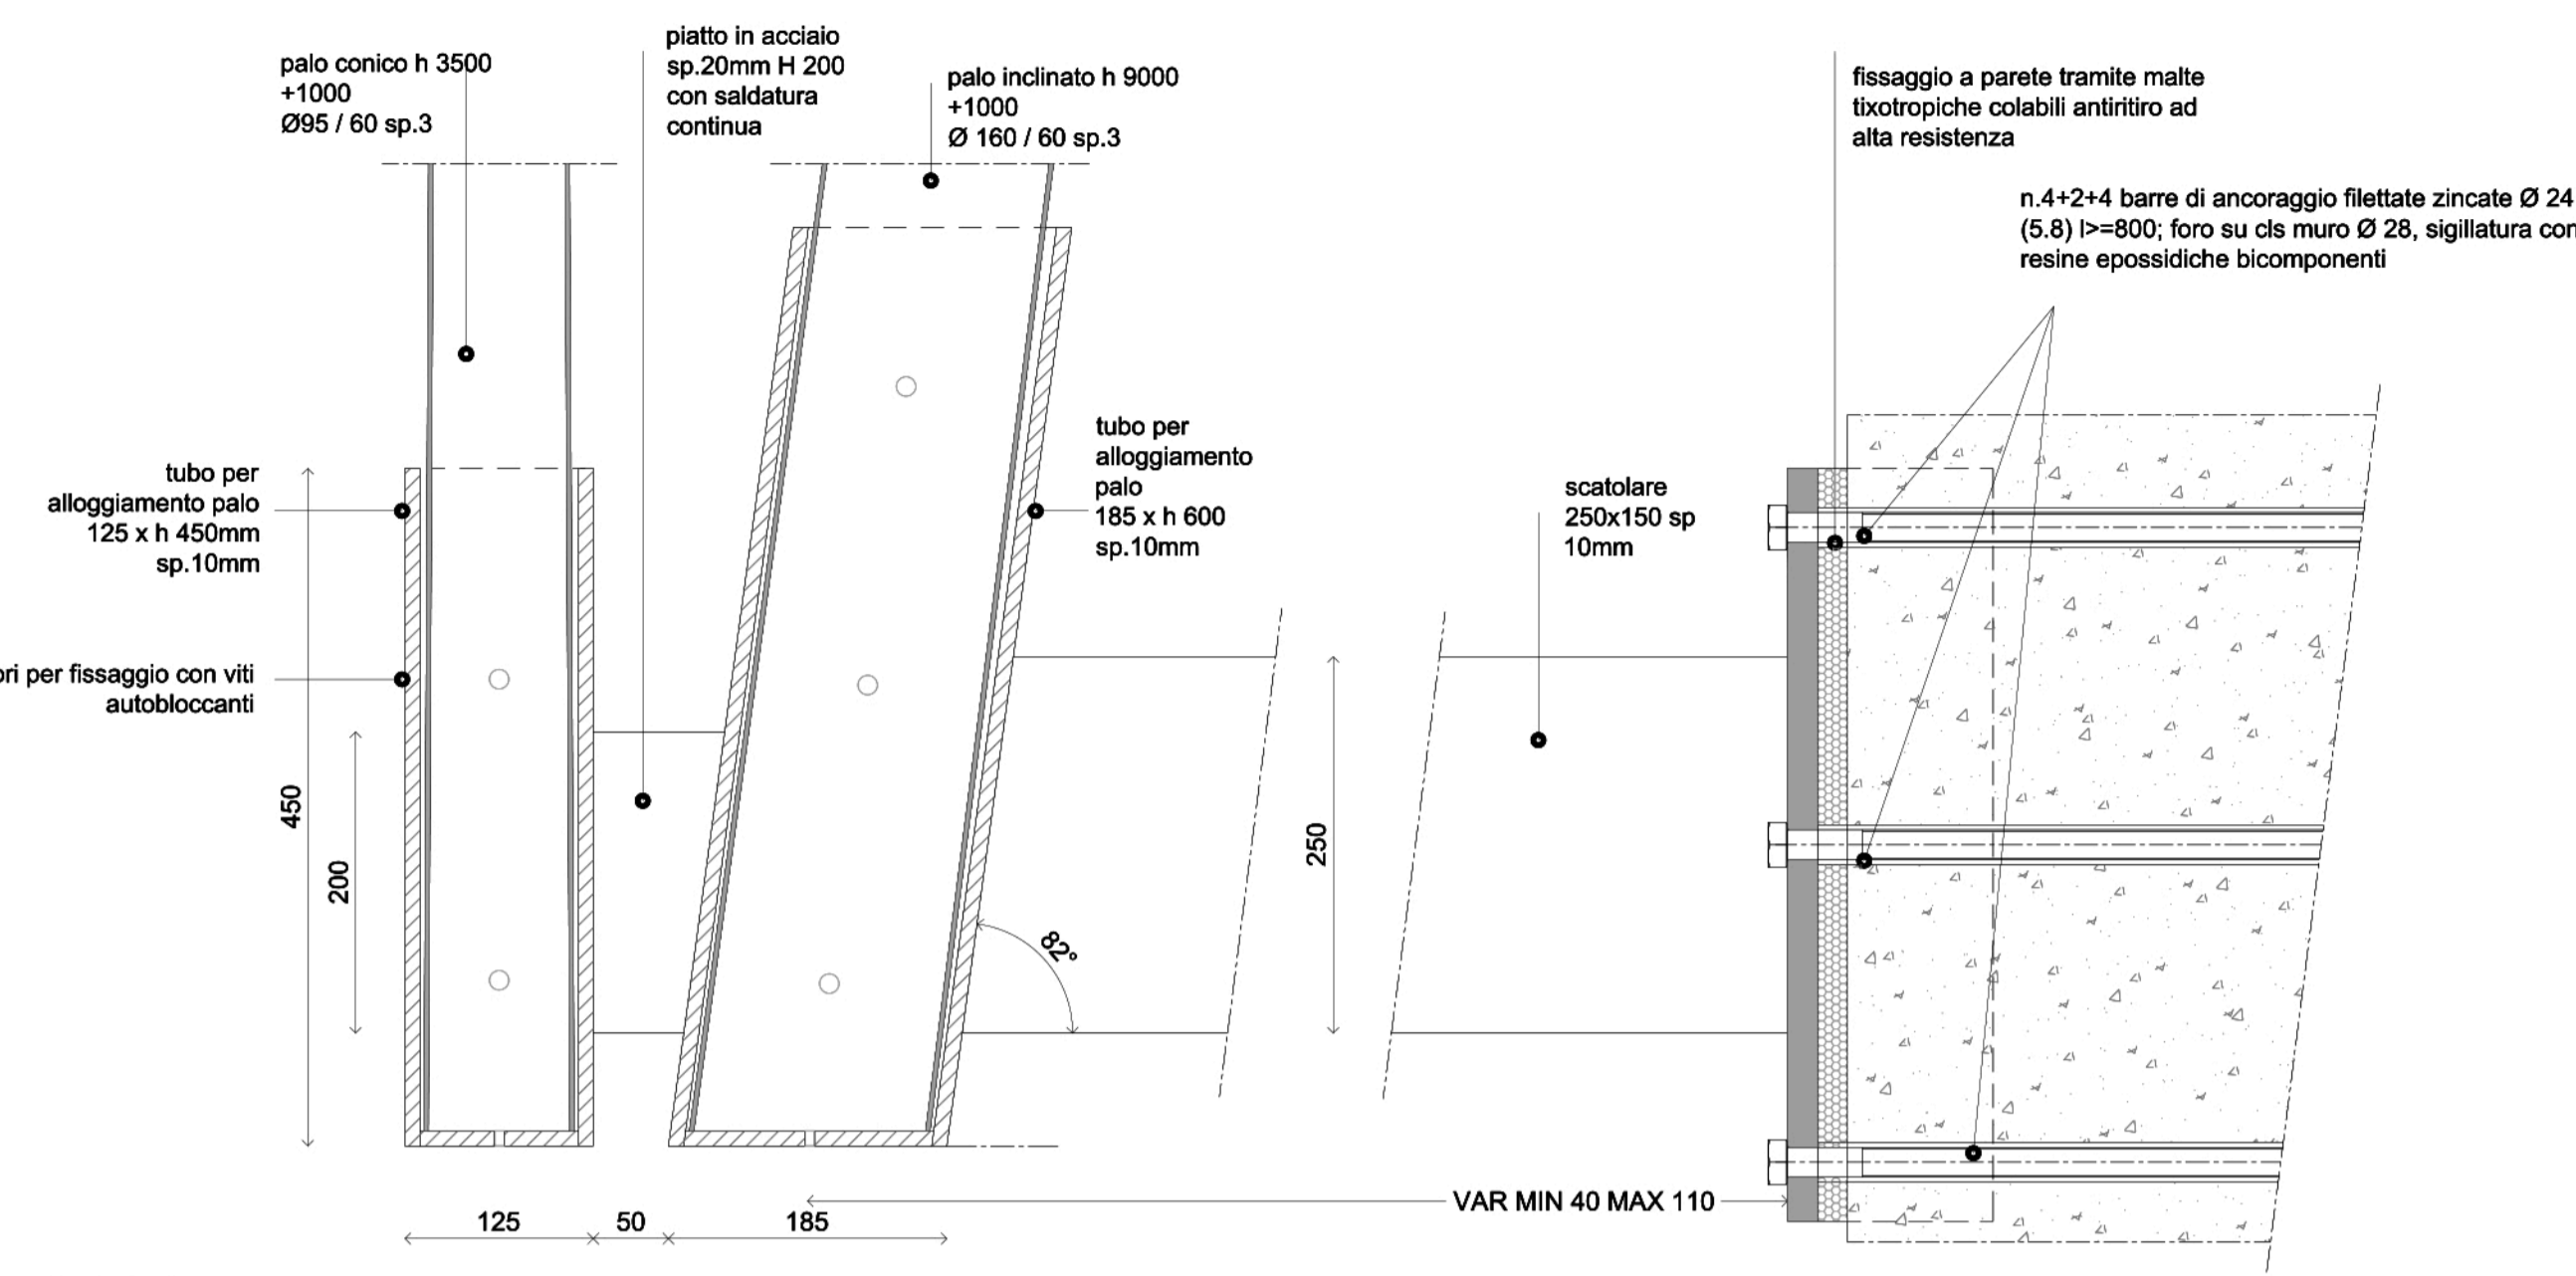 palo conico h 3500
+1000
Ø95 / 60 sp.3
piatto in acciaio
sp.20mm H 200
con saldatura
continua
palo inclinato h 9000
+1000
Ø 160 / 60 sp.3
fissaggio a parete tramite malte
tixotropiche colabili antiritiro ad
alta resistenza
n.4+2+4 barre di ancoraggio filettate zincate Ø 24
(5.8) l>=800; foro su cls muro Ø 28, sigillatura con
resine epossidiche bicomponenti
tubo per
alloggiamento palo
125 x h 450mm
sp.10mm
tubo per
alloggiamento
palo
185 x h 600
sp.10mm
scatolare
250x150 sp
10mm
ori per fissaggio con viti
autobloccanti
450
200
250
82°
VAR MIN 40 MAX 110
125
50
185